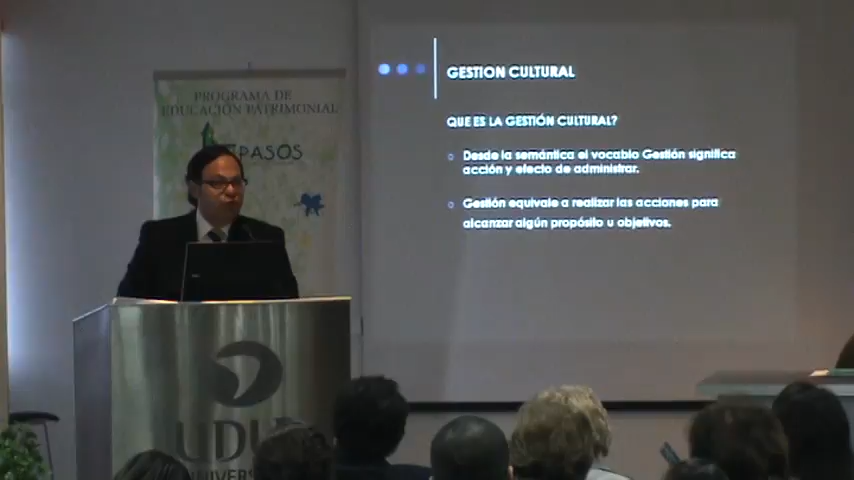 PROGRAMA DE
EDUCACIÓN PATRIMONIAL
PASOS
GESTION CULTURAL
QUE ES LA GESTIÓN CULTURAL?
Desde la semántica el vocablo Gestión significa
acción y efecto de administrar.
Gestión equivale a realizar las acciones para
alcanzar algún propósito u objetivos.